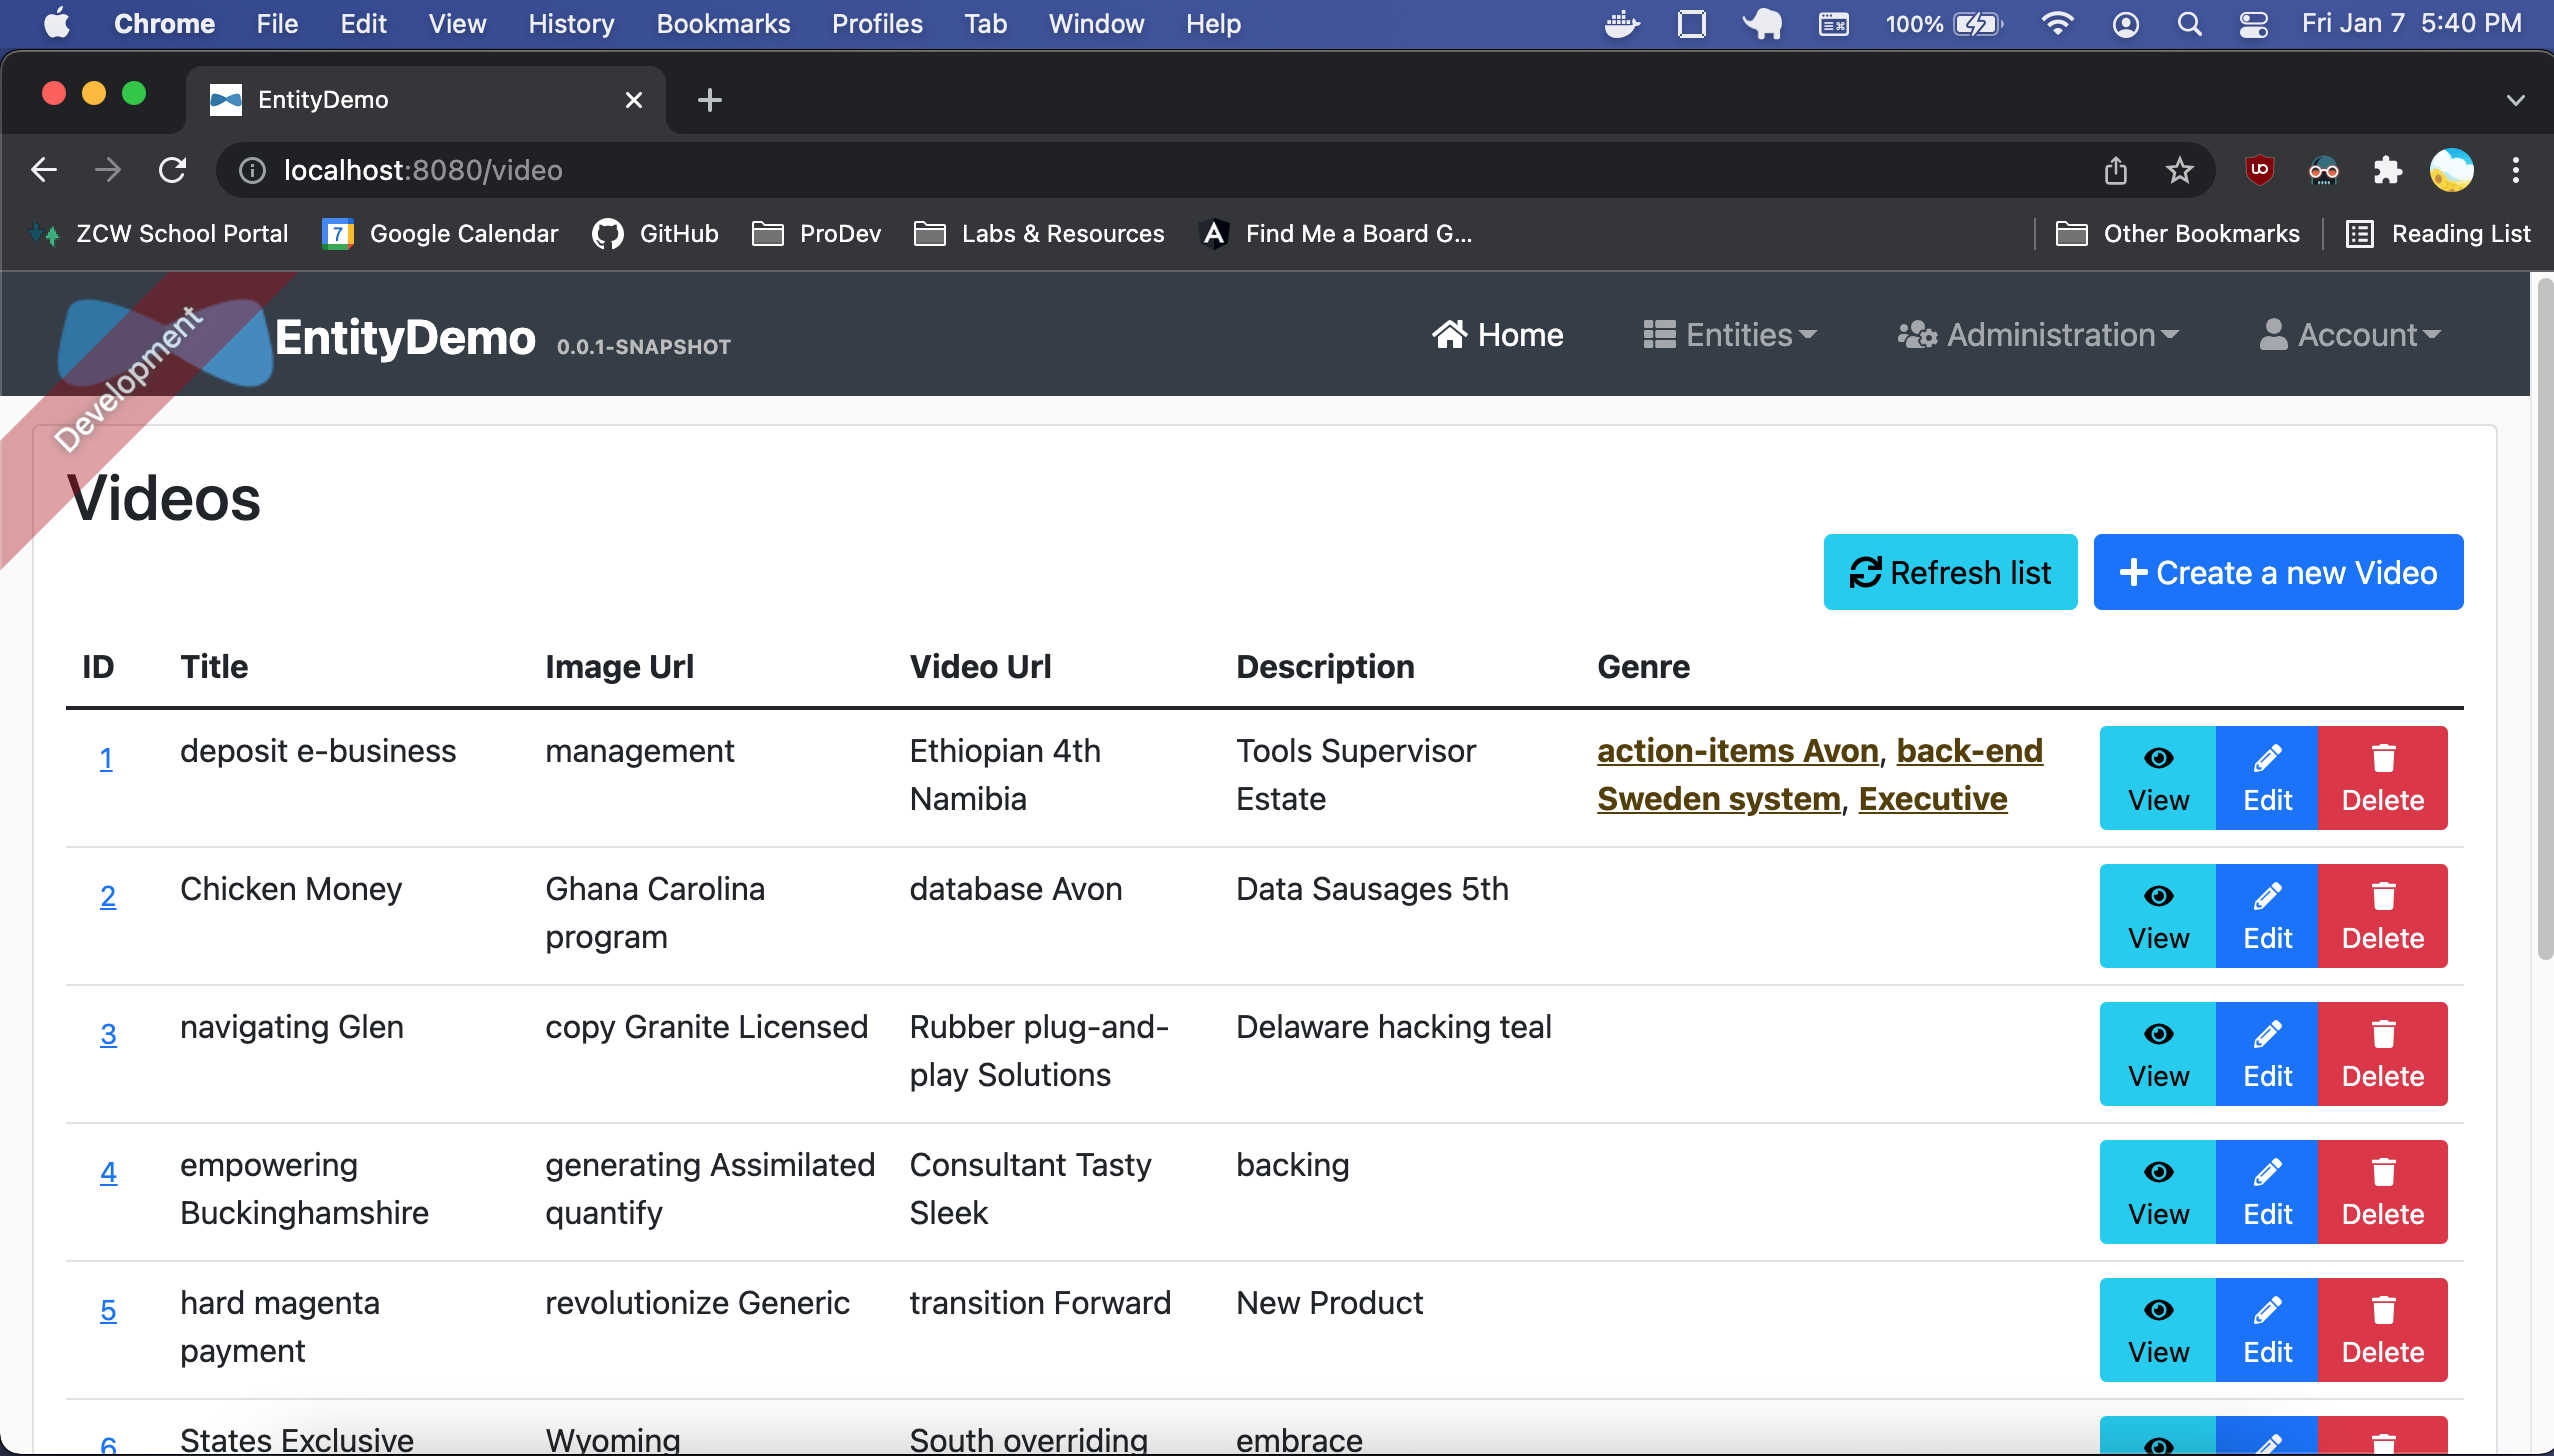 Chrome File Edit View History Bookmarks Profiles Tab Window Help 100% Fri Jan 7 5:40 PM
EntityDemo
localhost:8080/video
ZCW School Portal 7 Google Calendar GitHub ProDev Labs & Resources Find Me a Board G... Other Bookmarks Reading List
Development
EntityDemo 0.0.1-SNAPSHOT Home Entities Administration Account
Videos
Refresh list Create a new Video
ID Title Image Url Video Url Description Genre
1 deposit e-business management Ethiopian 4th Tools Supervisor action-items Avon, back-end
Namibia Estate Sweden system, Executive View Edit Delete
2 Chicken Money Ghana Carolina database Avon Data Sausages 5th
program View Edit Delete
3 navigating Glen copy Granite Licensed Rubber plug-and- Delaware hacking teal
play Solutions View Edit Delete
4 empowering generating Assimilated Consultant Tasty backing
Buckinghamshire quantify Sleek View Edit Delete
5 hard magenta revolutionize Generic transition Forward New Product
payment View Edit Delete
6 States Exclusive Wyoming South overriding embrace